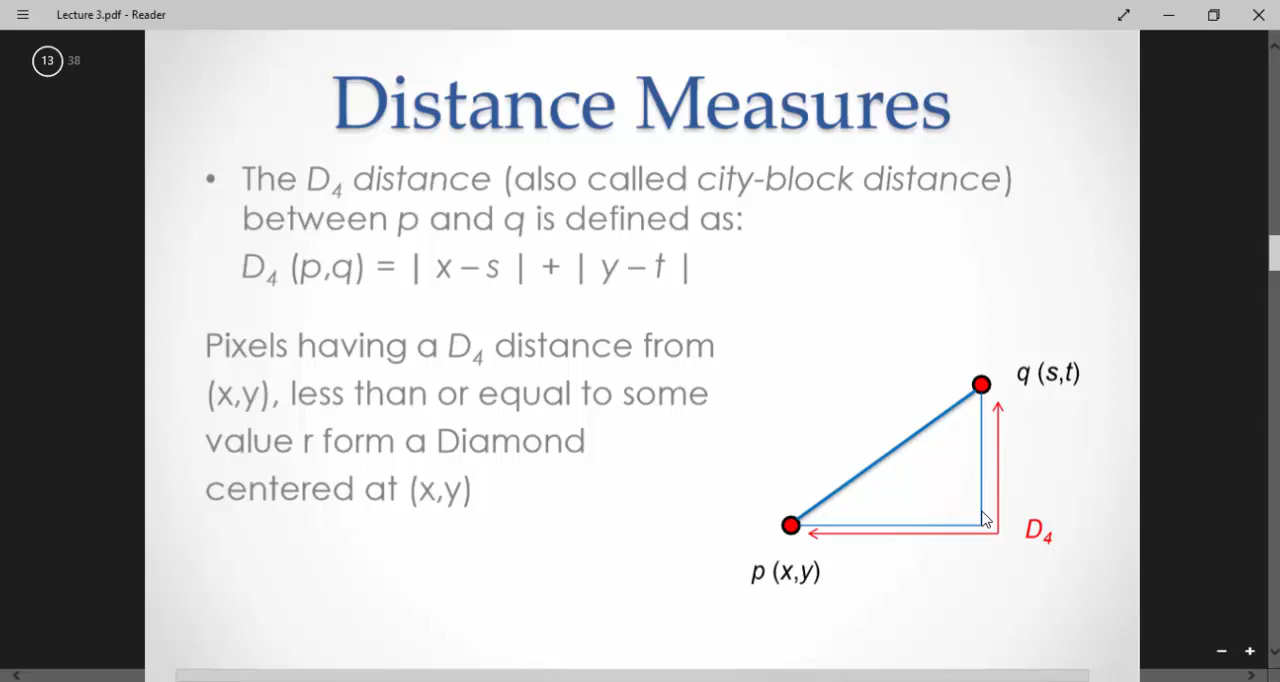 Lecture 3.pdf - Reader
13 38
Distance Measures
• The D₄ distance (also called city-block distance)
between p and q is defined as:
D₄ (p,q) = | x – s | + | y – t |
Pixels having a D₄ distance from
(x,y), less than or equal to some
value r form a Diamond
centered at (x,y)
q (s,t)
D₄
p (x,y)